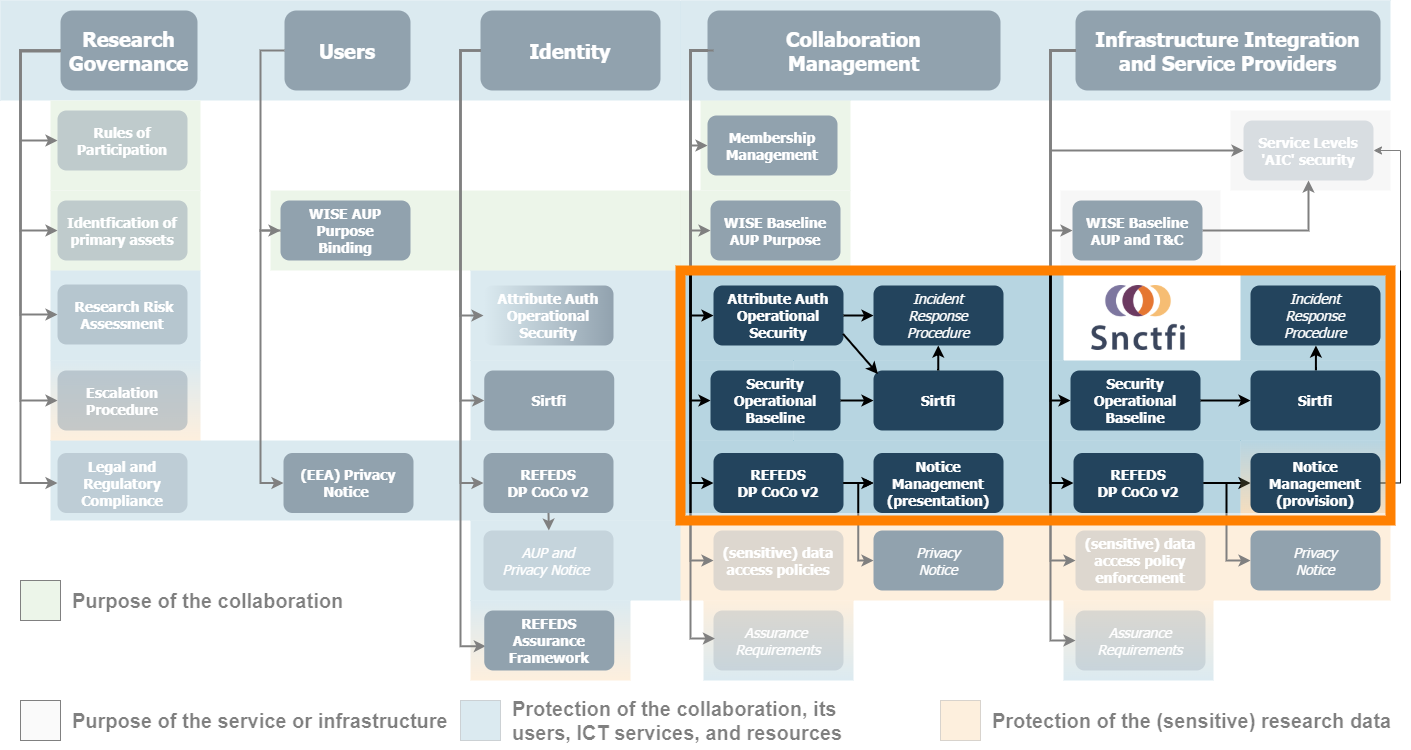 Research
Governance
Users
Identity
Collaboration
Management
Infrastructure Integration
and Service Providers
Rules of
Participation
Membership
Management
Service Levels
'AIC' security
Identfication of
primary assets
WISE AUP
Purpose
Binding
WISE Baseline
AUP Purpose
WISE Baseline
AUP and T&C
Research Risk
Assessment
Attribute Auth
Operational
Security
Attribute Auth
Operational
Security
Incident
Response
Procedure
Snctfi
Incident
Response
Procedure
Escalation
Procedure
Sirtfi
Security
Operational
Baseline
Sirtfi
Security
Operational
Baseline
Sirtfi
Legal and
Regulatory
Compliance
(EEA) Privacy
Notice
REFEDS
DP CoCo v2
REFEDS
DP CoCo v2
Notice
Management
(presentation)
REFEDS
DP CoCo v2
Notice
Management
(provision)
AUP and
Privacy Notice
(sensitive) data
access policies
Privacy
Notice
(sensitive) data
access policy
enforcement
Privacy
Notice
Purpose of the collaboration
REFEDS
Assurance
Framework
Assurance
Requirements
Assurance
Requirements
Purpose of the service or infrastructure
Protection of the collaboration, its
users, ICT services, and resources
Protection of the (sensitive) research data